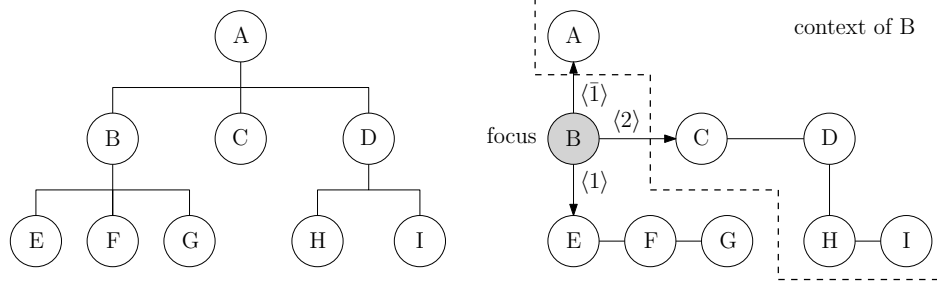 A
B C D
E F G H I
A context of B
⟨1̄⟩
focus B ⟨2⟩ C D
⟨1⟩
E F G H I